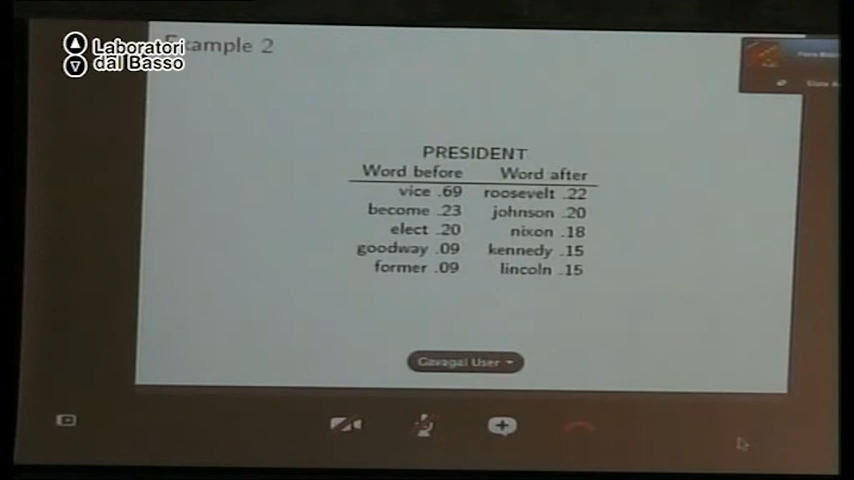 Laboratori
dal Basso
Example 2
PRESIDENT
Word before Word after
vice .69 roosevelt .22
become .23 johnson .20
elect .20 nixon .18
goodway .09 kennedy .15
former .09 lincoln .15
Gavagai User